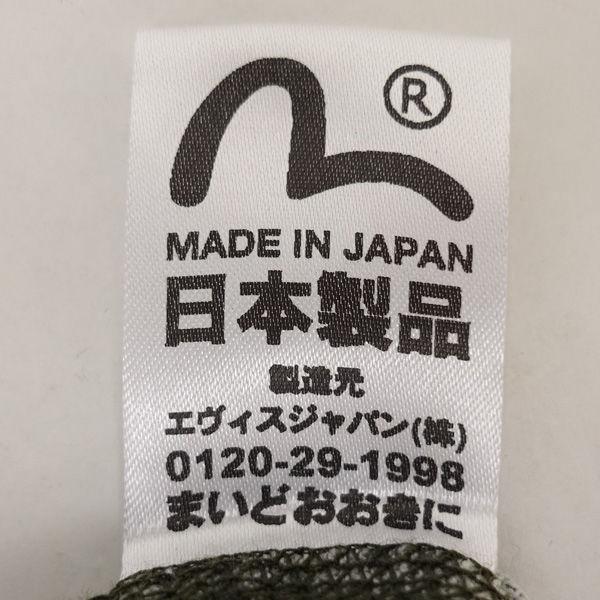 ®
MADE IN JAPAN
日本製品
製造元
エヴィスジャパン(株)
0120-29-1998
まいどおおきに